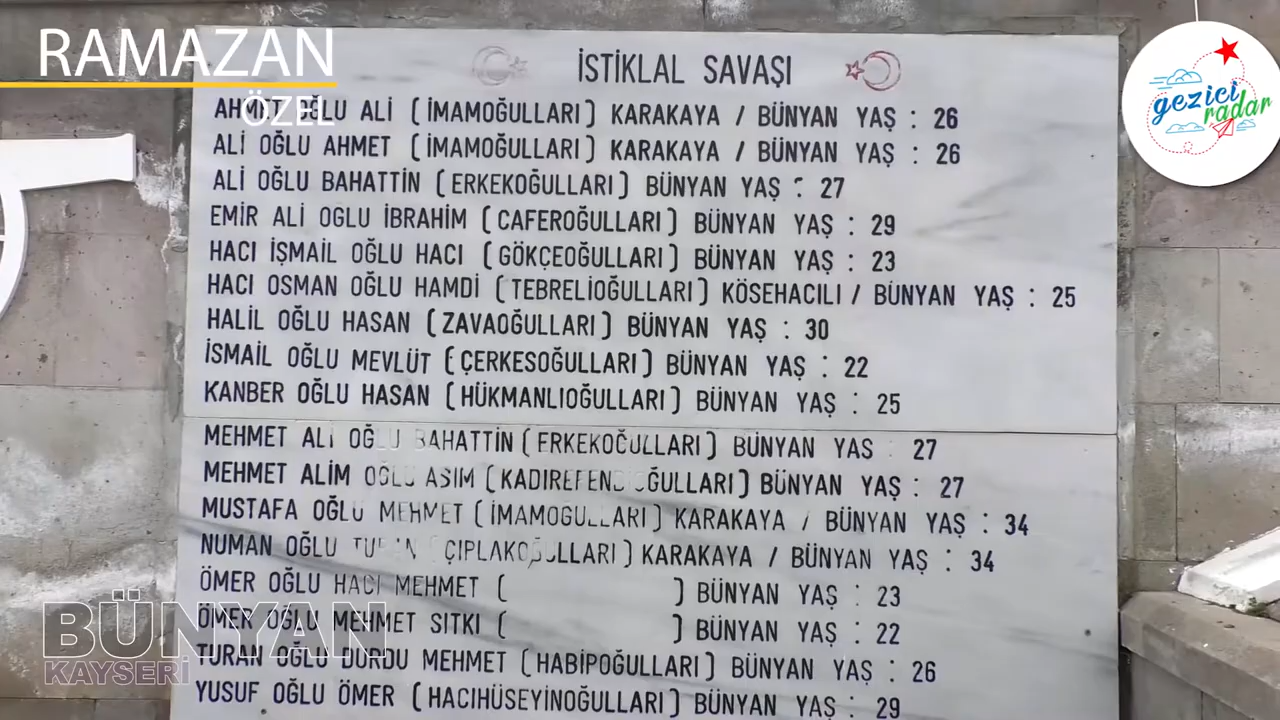 RAMAZAN
ÖZEL
gezici
radar
İSTİKLAL SAVAŞI
AHMET OĞLU ALİ (İMAMOĞULLARI) KARAKAYA / BÜNYAN YAŞ : 26
ALİ OĞLU AHMET (İMAMOĞULLARI) KARAKAYA / BÜNYAN YAŞ : 26
ALİ OĞLU BAHATTİN (ERKEKOĞULLARI) BÜNYAN YAŞ : 27
EMİR ALİ OĞLU İBRAHİM (CAFEROĞULLARI) BÜNYAN YAŞ : 29
HACI İŞMAİL OĞLU HACI (GÖKÇEOĞULLARI) BÜNYAN YAŞ : 23
HACI OSMAN OĞLU HAMDİ (TEBRELİOĞULLARI) KÖSEHACILI / BÜNYAN YAŞ : 25
HALİL OĞLU HASAN (ZAVAOĞULLARI) BÜNYAN YAŞ : 30
İSMAİL OĞLU MEVLÜT (ÇERKESOĞULLARI) BÜNYAN YAŞ : 22
KANBER OĞLU HASAN (HÜKMANLIOĞULLARI) BÜNYAN YAŞ : 25
MEHMET ALİ OĞLU BAHATTİN (ERKEKOĞULLARI) BÜNYAN YAŞ : 27
MEHMET ALİM OĞLU ASIM (KADIREFENDİOĞULLARI) BÜNYAN YAŞ : 27
MUSTAFA OĞLU MEHMET (İMAMOĞULLARI) KARAKAYA / BÜNYAN YAŞ : 34
NUMAN OĞLU (ÇIPLAKOĞULLARI) KARAKAYA / BÜNYAN YAŞ : 34
ÖMER OĞLU HACI MEHMET ( ) BÜNYAN YAŞ : 23
ÖMER OĞLU MEHMET SITKI ( ) BÜNYAN YAŞ : 22
TURAN OĞLU DURDU MEHMET (HABİPOĞULLARI) BÜNYAN YAŞ : 26
YUSUF OĞLU ÖMER (HACIHÜSEYİNOĞULLARI) BÜNYAN YAŞ : 29
BÜNYAN
KAYSERİ